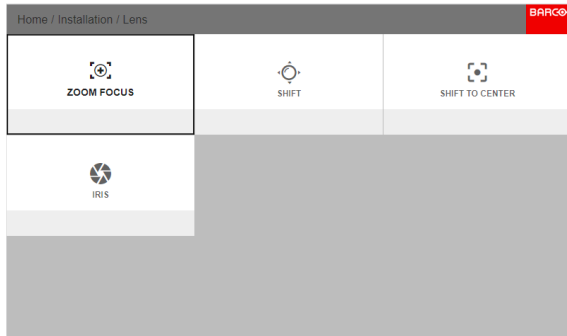 Home / Installation / Lens
BARCO
ZOOM FOCUS
SHIFT
SHIFT TO CENTER
IRIS